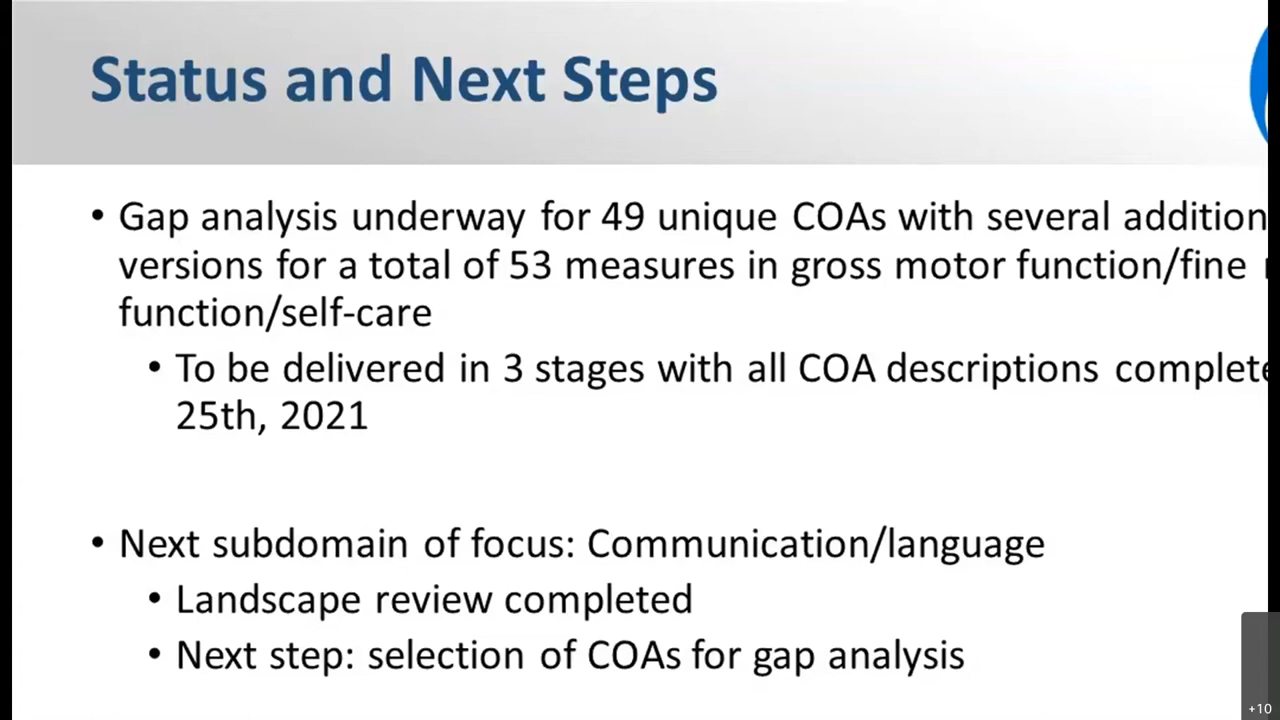 Status and Next Steps
• Gap analysis underway for 49 unique COAs with several addition
versions for a total of 53 measures in gross motor function/fine
function/self-care
• To be delivered in 3 stages with all COA descriptions complete
25th, 2021
• Next subdomain of focus: Communication/language
• Landscape review completed
• Next step: selection of COAs for gap analysis
+10